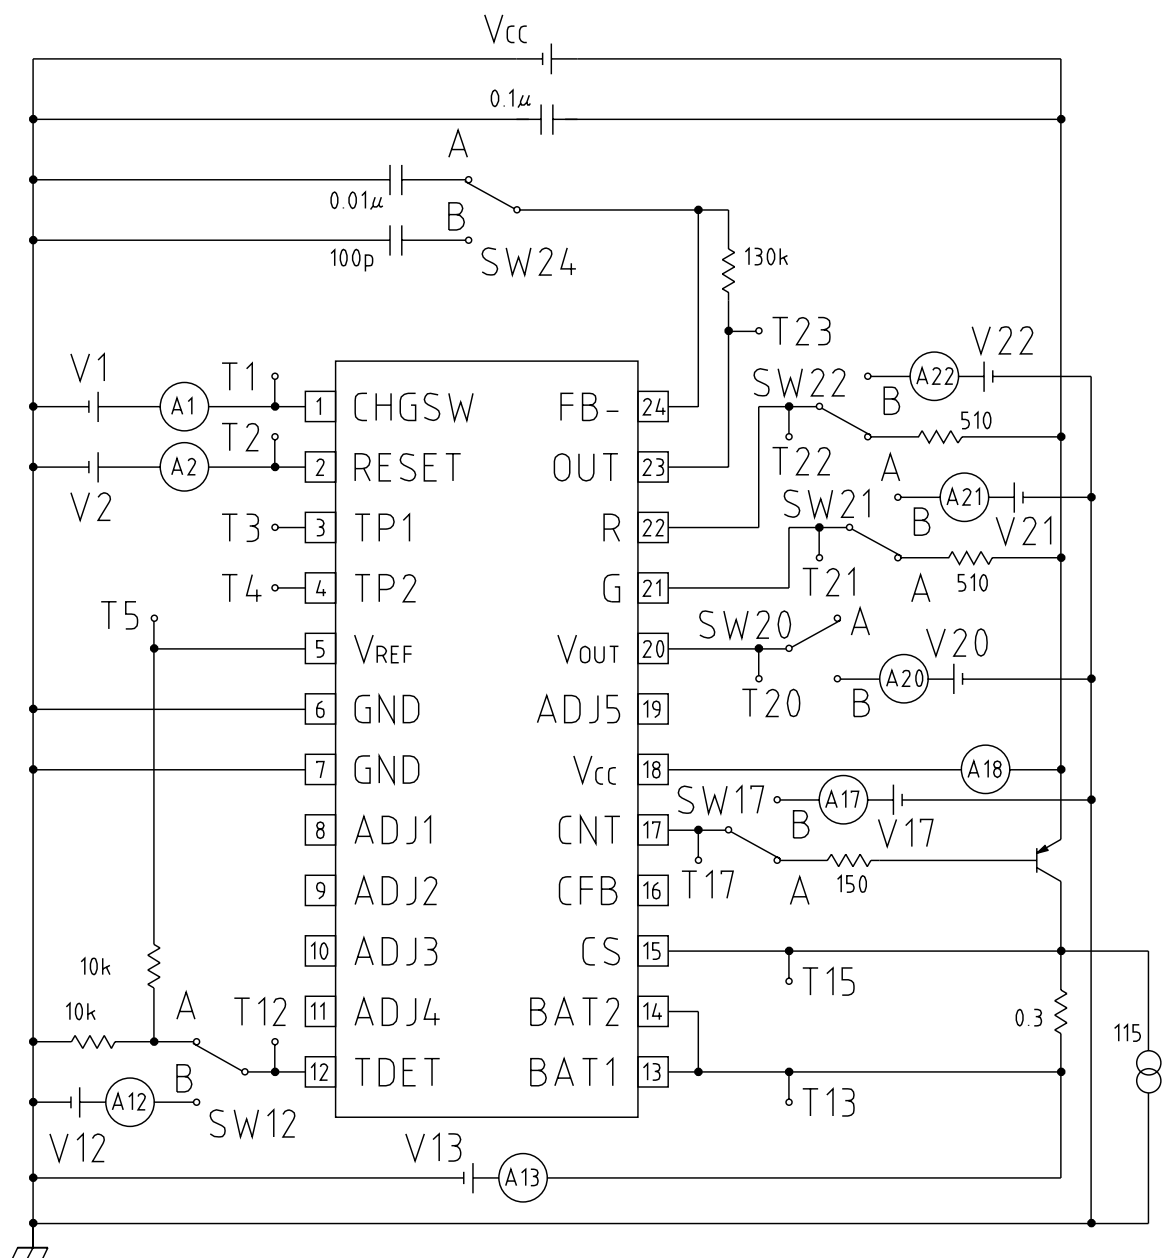 Vcc
0.1μ
A
0.01μ
B
100p
SW24
130k
T23
V1
A1
T1
1
CHGSW
FB-
24
SW22
B
A22
V22
T2
510
V2
A2
2
RESET
OUT
23
T22
A
SW21
B
A21
V21
T3
3
TP1
R
22
T4
4
TP2
G
21
T21
A
510
T5
SW20
A
5
VREF
VOUT
20
V20
T20
B
A20
6
GND
ADJ5
19
7
GND
Vcc
18
A18
SW17
B
A17
V17
8
ADJ1
CNT
17
T17
A
150
9
ADJ2
CFB
16
10
ADJ3
CS
15
T15
10k
10k
A
T12
11
ADJ4
BAT2
14
0.3
115
B
12
TDET
BAT1
13
T13
A12
V12
SW12
V13
A13